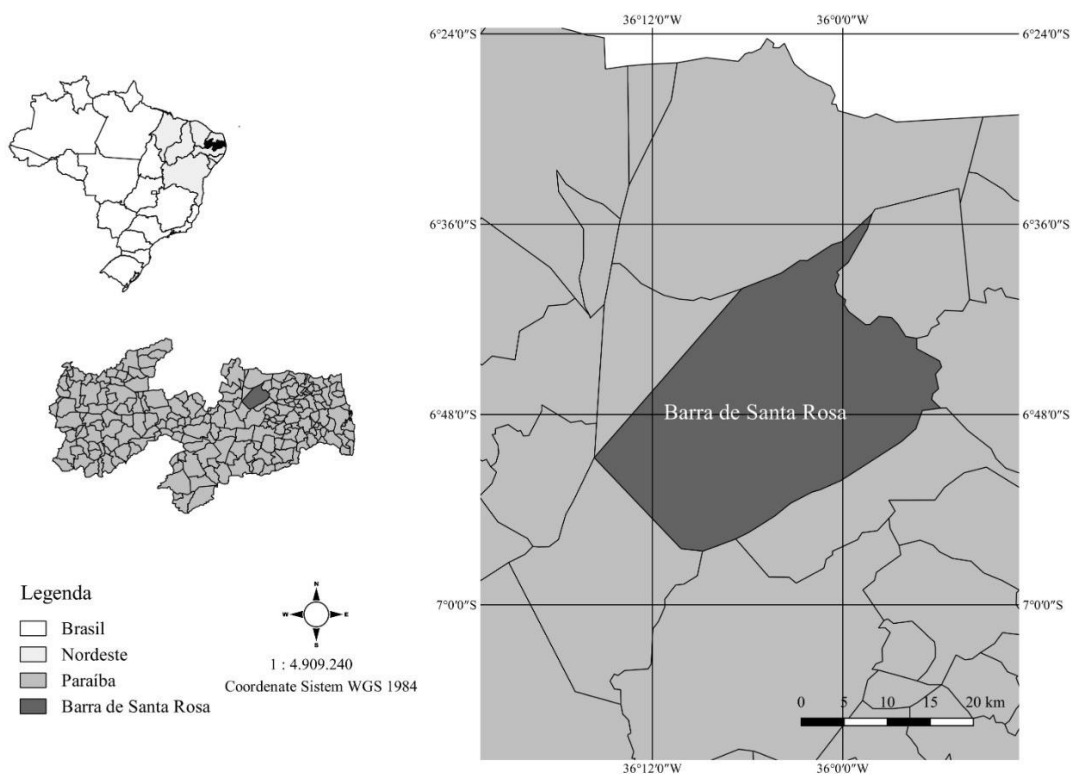 36°12'0"W 36°0'0"W
6°24'0"S 6°24'0"S
6°36'0"S 6°36'0"S
Barra de Santa Rosa
6°48'0"S 6°48'0"S
7°0'0"S 7°0'0"S
0 5 10 15 20 km
36°12'0"W 36°0'0"W
Legenda
Brasil
Nordeste
Paraíba
Barra de Santa Rosa
N
W E
S
1 : 4.909.240
Coordenate Sistem WGS 1984